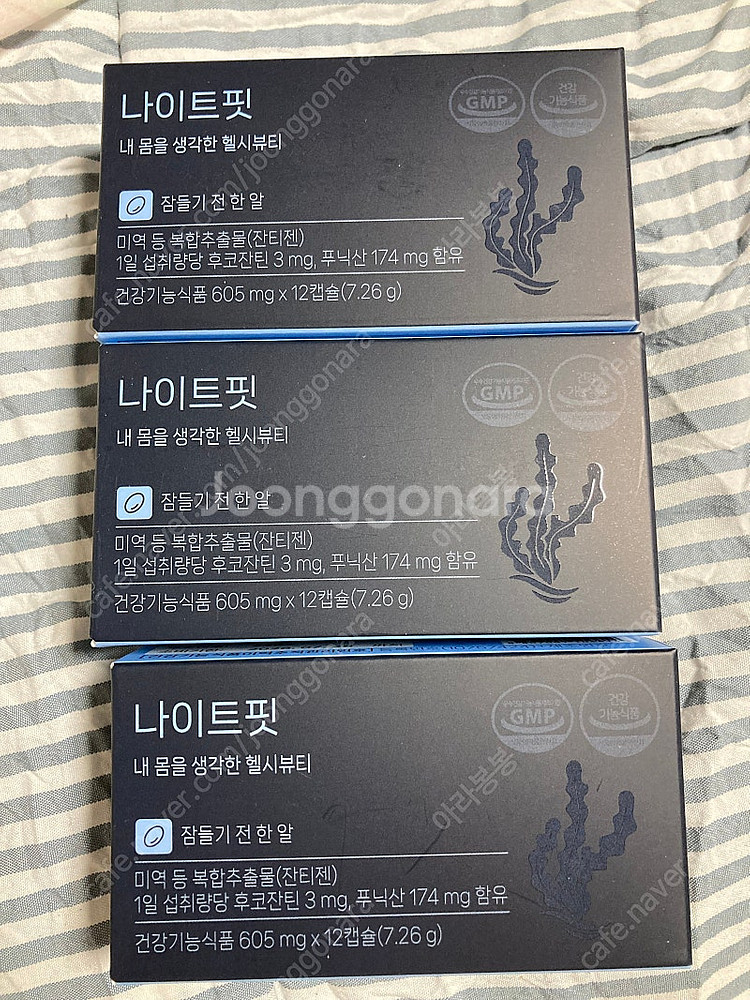 나이트핏
내 몸을 생각한 헬시뷰티
GMP
건강
기능식품
잠들기 전 한 알
미역 등 복합추출물(잔티젠)
1일 섭취량당 후코잔틴 3 mg, 푸닉산 174 mg 함유
건강기능식품 605 mg x 12캡슐(7.26 g)
나이트핏
내 몸을 생각한 헬시뷰티
GMP
잠들기 전 한 알
Joonggonara
미역 등 복합추출물(잔티젠)
1일 섭취량당 후코잔틴 3 mg, 푸닉산 174 mg 함유
건강기능식품 605 mg x 12캡슐(7.26 g)
나이트핏
내 몸을 생각한 헬시뷰티
GMP
건강
기능식품
잠들기 전 한 알
미역 등 복합추출물(잔티젠)
1일 섭취량당 후코잔틴 3 mg, 푸닉산 174 mg 함유
건강기능식품 605 mg x 12캡슐(7.26 g)
cafe.naver.com/joonggonara
아라봉봉